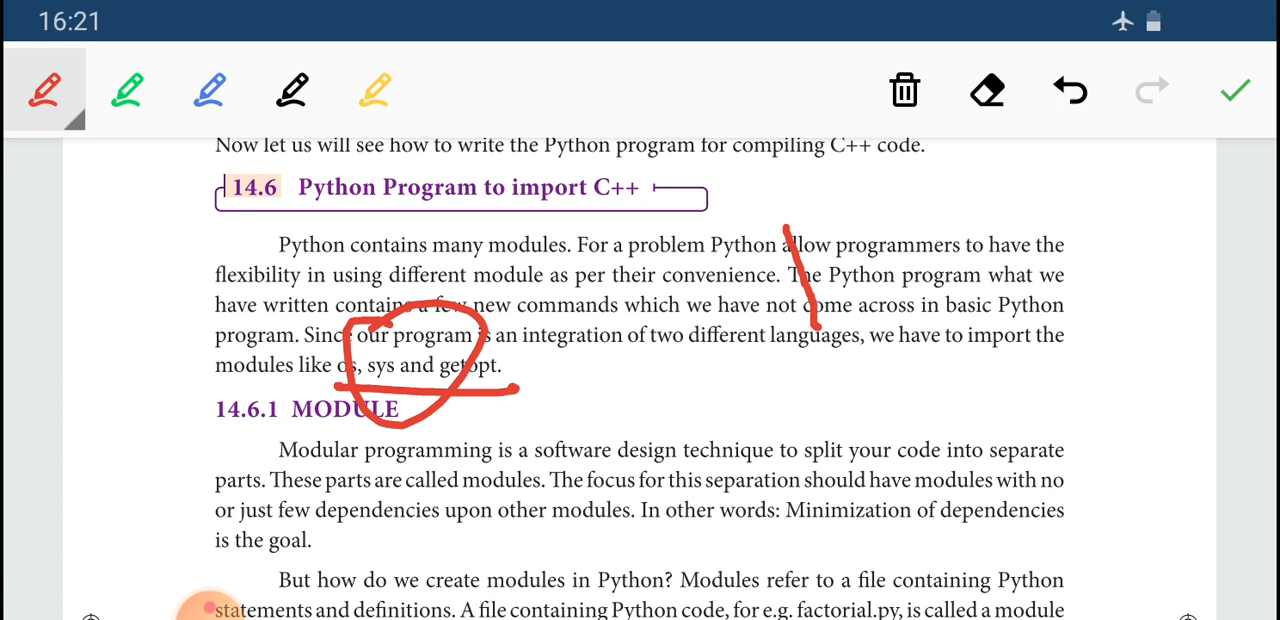 16:21
Now let us will see how to write the Python program for compiling C++ code.
14.6 Python Program to import C++
Python contains many modules. For a problem Python allow programmers to have the
flexibility in using different module as per their convenience. The Python program what we
have written contains a few new commands which we have not come across in basic Python
program. Since our program is an integration of two different languages, we have to import the
modules like os, sys and getopt.
14.6.1 MODULE
Modular programming is a software design technique to split your code into separate
parts. These parts are called modules. The focus for this separation should have modules with no
or just few dependencies upon other modules. In other words: Minimization of dependencies
is the goal.
But how do we create modules in Python? Modules refer to a file containing Python
statements and definitions. A file containing Python code, for e.g. factorial.py, is called a module